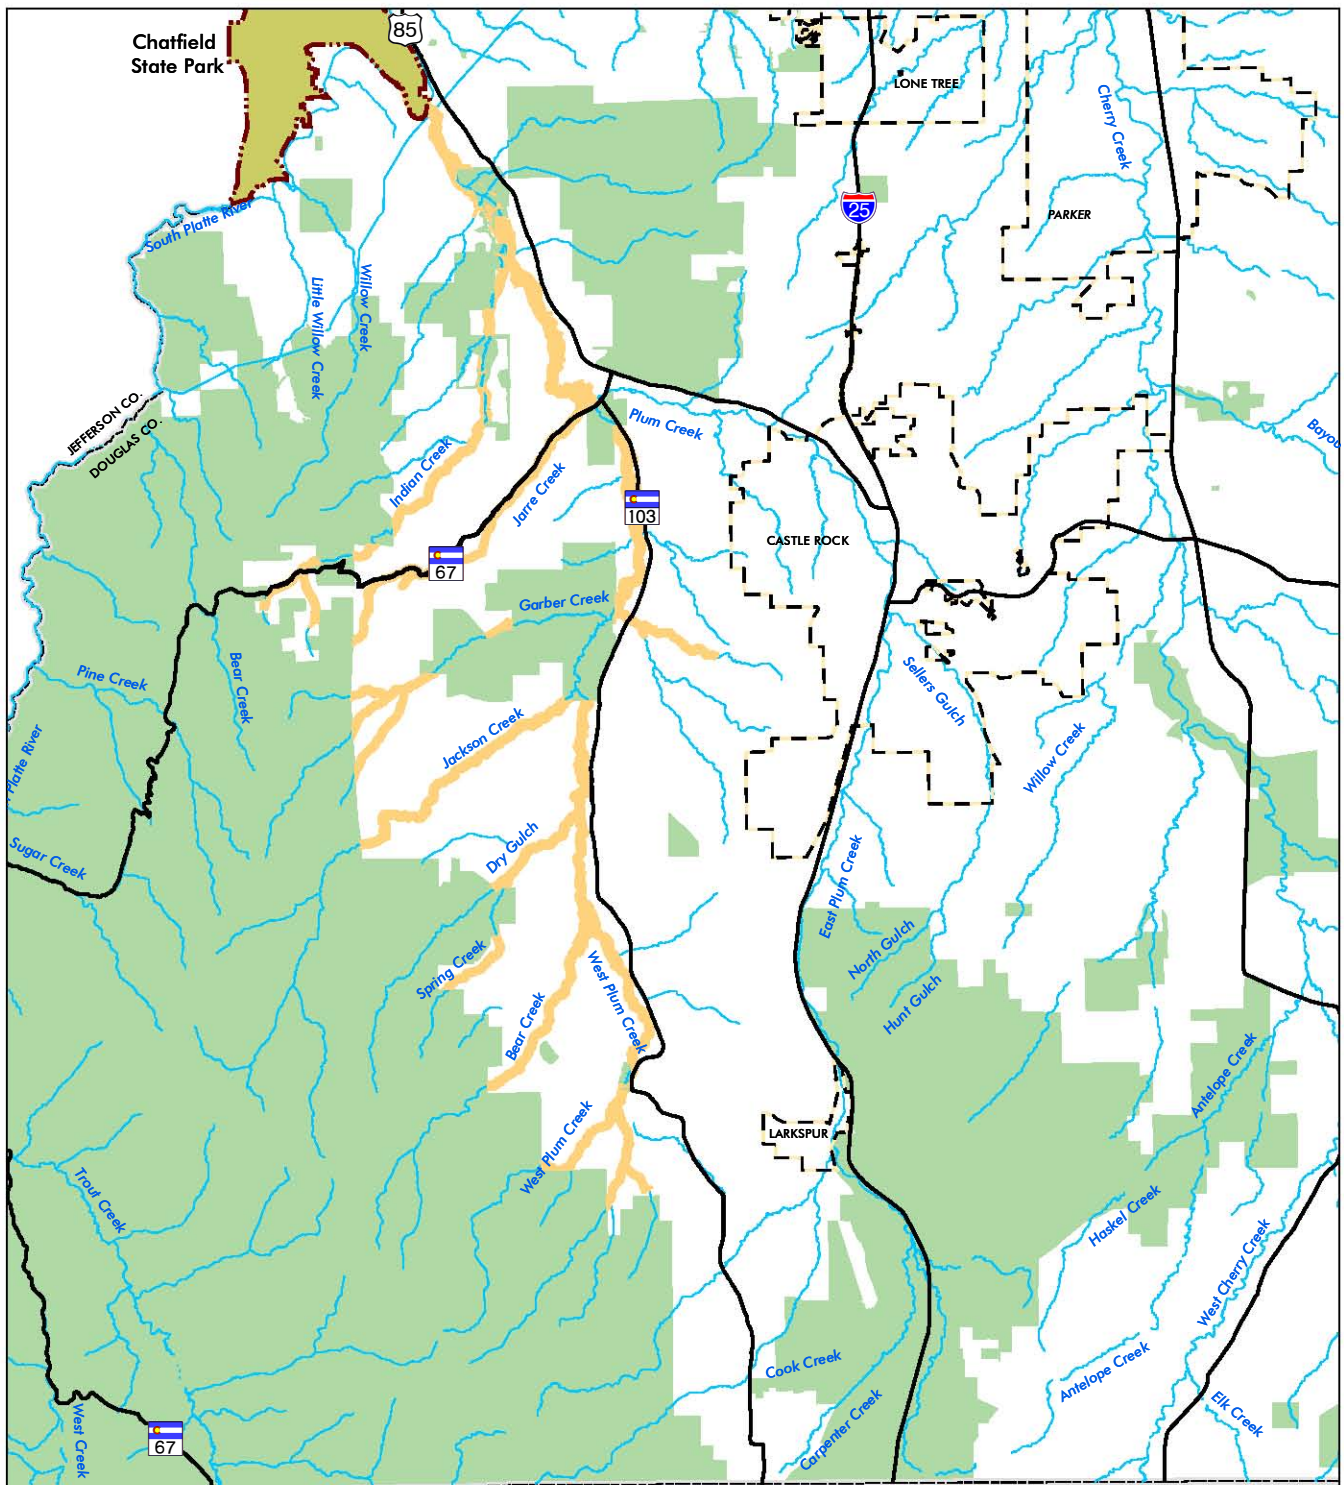 85
Chatfield
State Park
LONE TREE
Cherry Creek
25
PARKER
South Platte River
Little Willow Creek
Willow Creek
JEFFERSON CO.
DOUGLAS CO.
Plum Creek
Bayou
Indian Creek
Jarre Creek
103
CASTLE ROCK
67
Garber Creek
Pine Creek
Bear Creek
Sellers Gulch
Jackson Creek
Willow Creek
Platte River
Dry Gulch
Sugar Creek
East Plum Creek
North Gulch
Spring Creek
West Plum Creek
Hunt Gulch
Bear Creek
Antelope Creek
West Plum Creek
LARKSPUR
Trout Creek
Haskel Creek
West Cherry Creek
Cook Creek
Antelope Creek
Carpenter Creek
Elk Creek
West Creek
67